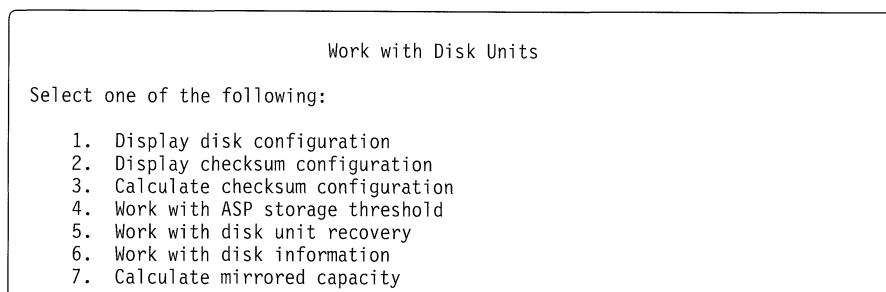 Work with Disk Units
Select one of the following:
1. Display disk configuration
2. Display checksum configuration
3. Calculate checksum configuration
4. Work with ASP storage threshold
5. Work with disk unit recovery
6. Work with disk information
7. Calculate mirrored capacity